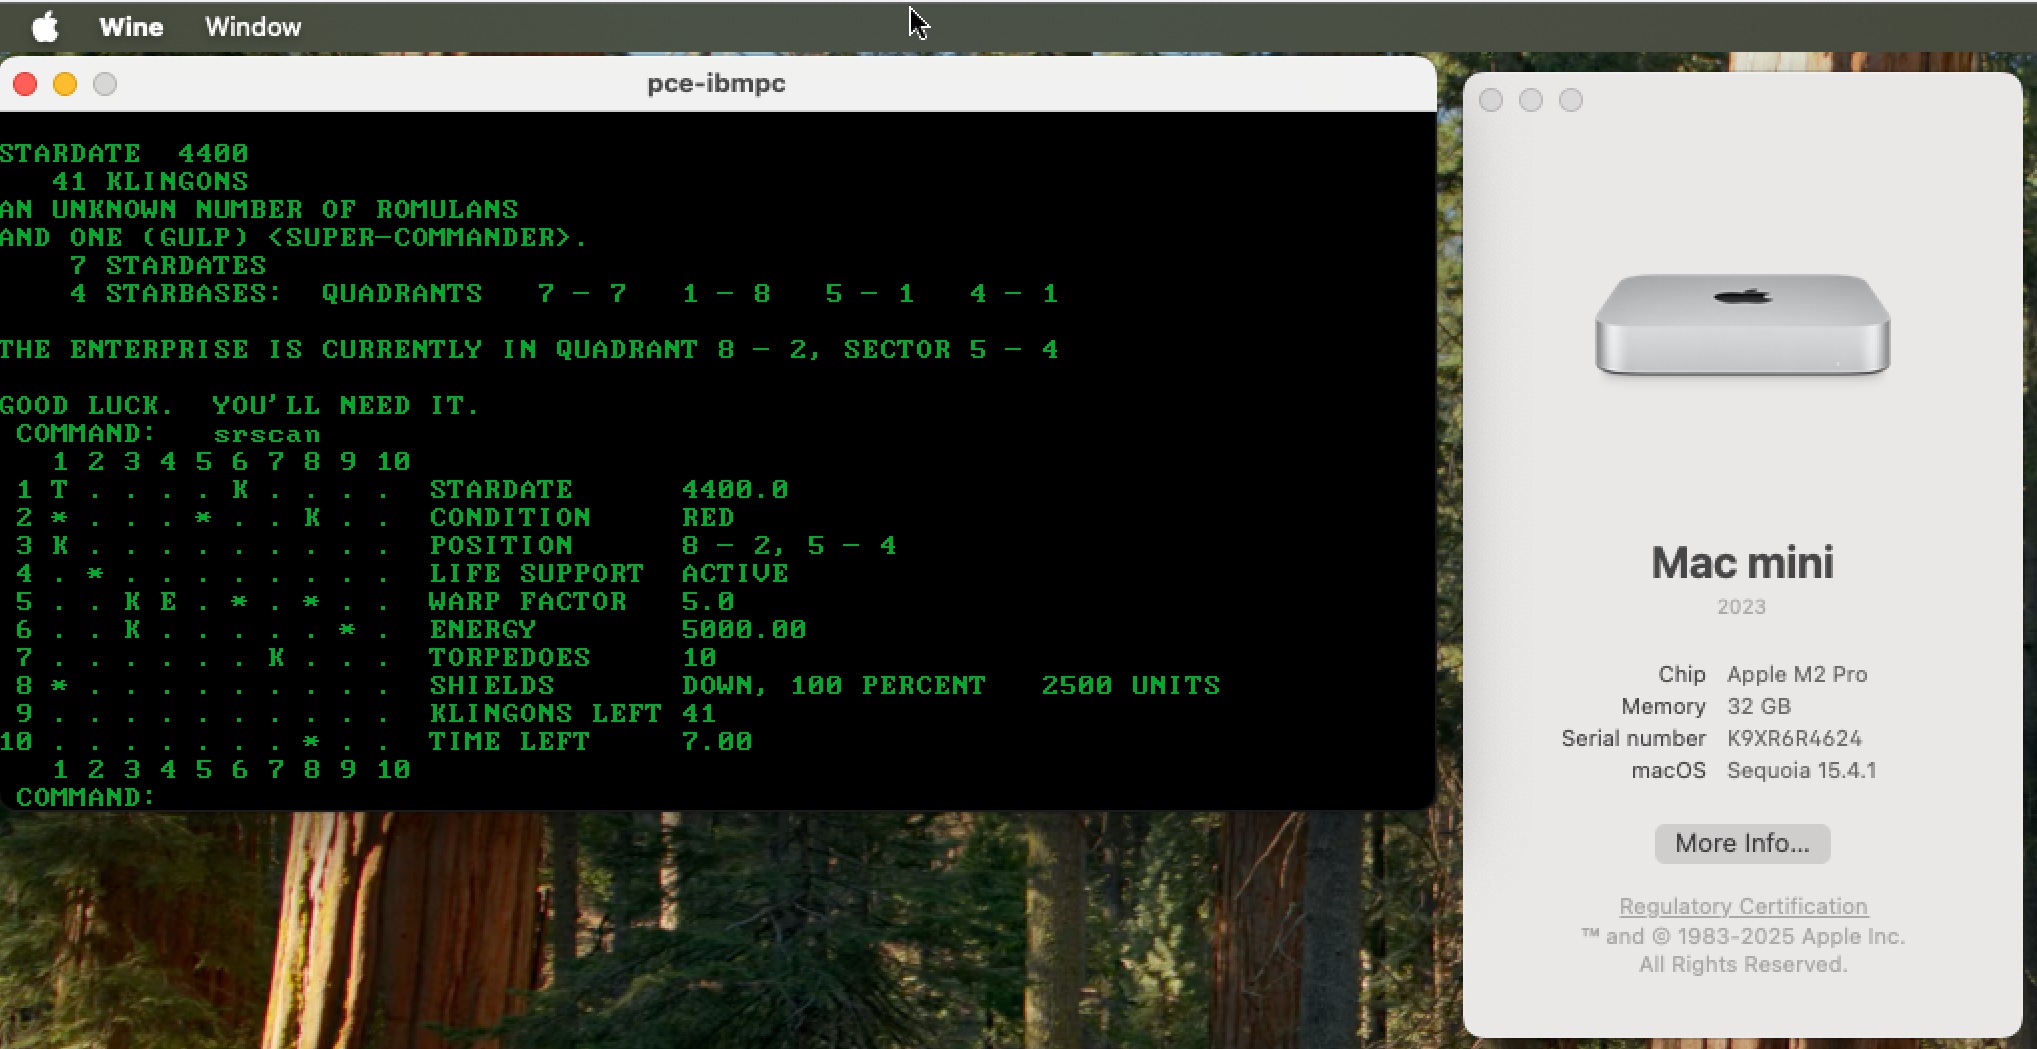 Wine Window
pce-ibmpc
STARDATE  4400
   41 KLINGONS
AN UNKNOWN NUMBER OF ROMULANS
AND ONE (GULP) <SUPER-COMMANDER>.
    7 STARDATES
    4 STARBASES:  QUADRANTS   7 - 7   1 - 8   5 - 1   4 - 1
THE ENTERPRISE IS CURRENTLY IN QUADRANT 8 - 2, SECTOR 5 - 4
GOOD LUCK.  YOU'LL NEED IT.
 COMMAND:   srscan
   1 2 3 4 5 6 7 8 9 10
 1 T . . . . K . . . .  STARDATE      4400.0
 2 * . . . * . . K . .  CONDITION     RED
 3 K . . . . . . . . .  POSITION      8 - 2, 5 - 4
 4 . * . . . . . . . .  LIFE SUPPORT  ACTIVE
 5 . . K E . * . * . .  WARP FACTOR   5.0
 6 . . K . . . . . * .  ENERGY        5000.00
 7 . . . . . . K . . .  TORPEDOES     10
 8 * . . . . . . . . .  SHIELDS       DOWN, 100 PERCENT   2500 UNITS
 9 . . . . . . . . . .  KLINGONS LEFT 41
10 . . . . . . . * . .  TIME LEFT     7.00
   1 2 3 4 5 6 7 8 9 10
 COMMAND:
Mac mini
2023
Chip Apple M2 Pro
Memory 32 GB
Serial number K9XR6R4624
macOS Sequoia 15.4.1
More Info...
Regulatory Certification
™ and © 1983-2025 Apple Inc.
All Rights Reserved.